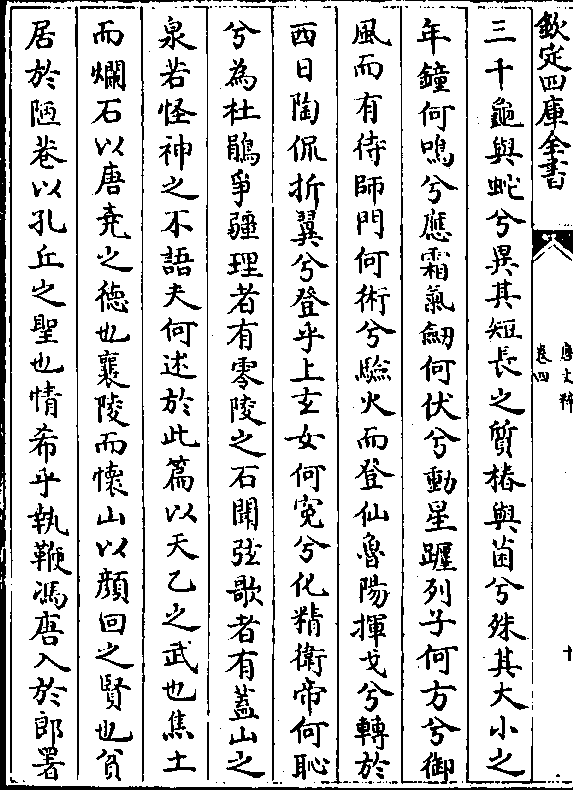 欽定四庫全書
唐文粹
卷四
十
三千龜與蛇兮異其短長之質椿與菌兮殊其大小之
年鐘何鳴兮應霜氣劒何伏兮動星躔列子何方兮御
風而有待師門何術兮驗火而登仙魯陽揮戈兮轉於
西日陶侃折翼兮登乎上玄女何寃兮化精衛帝何恥
兮為杜鵑爭疆理者有零陵之石聞弦歌者有蓋山之
泉若怪神之不語夫何述於此篇以天乙之武也焦土
而爛石以唐堯之德也襄陵而懷山以顔回之賢也貧
居於陋巷以孔丘之聖也情希乎執鞭馮唐入於郎署